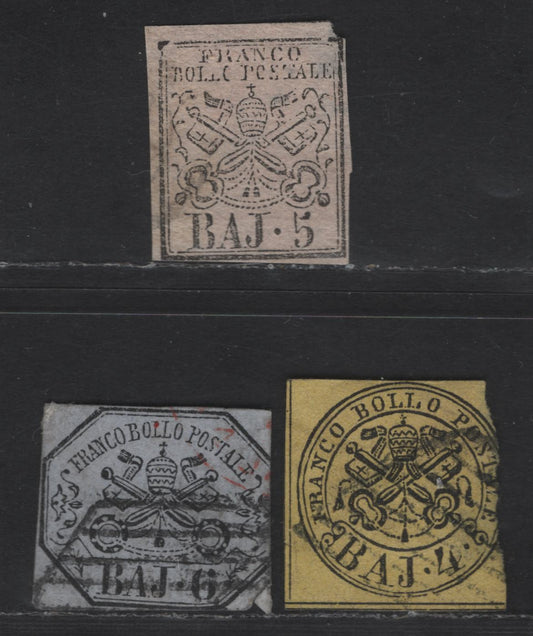 FRANCO
BOLLO POSTALE
BAJ · 5
FRANCO BOLLO POSTALE
BAJ · 6
FRANCO BOLLO POSTALE
BAJ · 4 ·